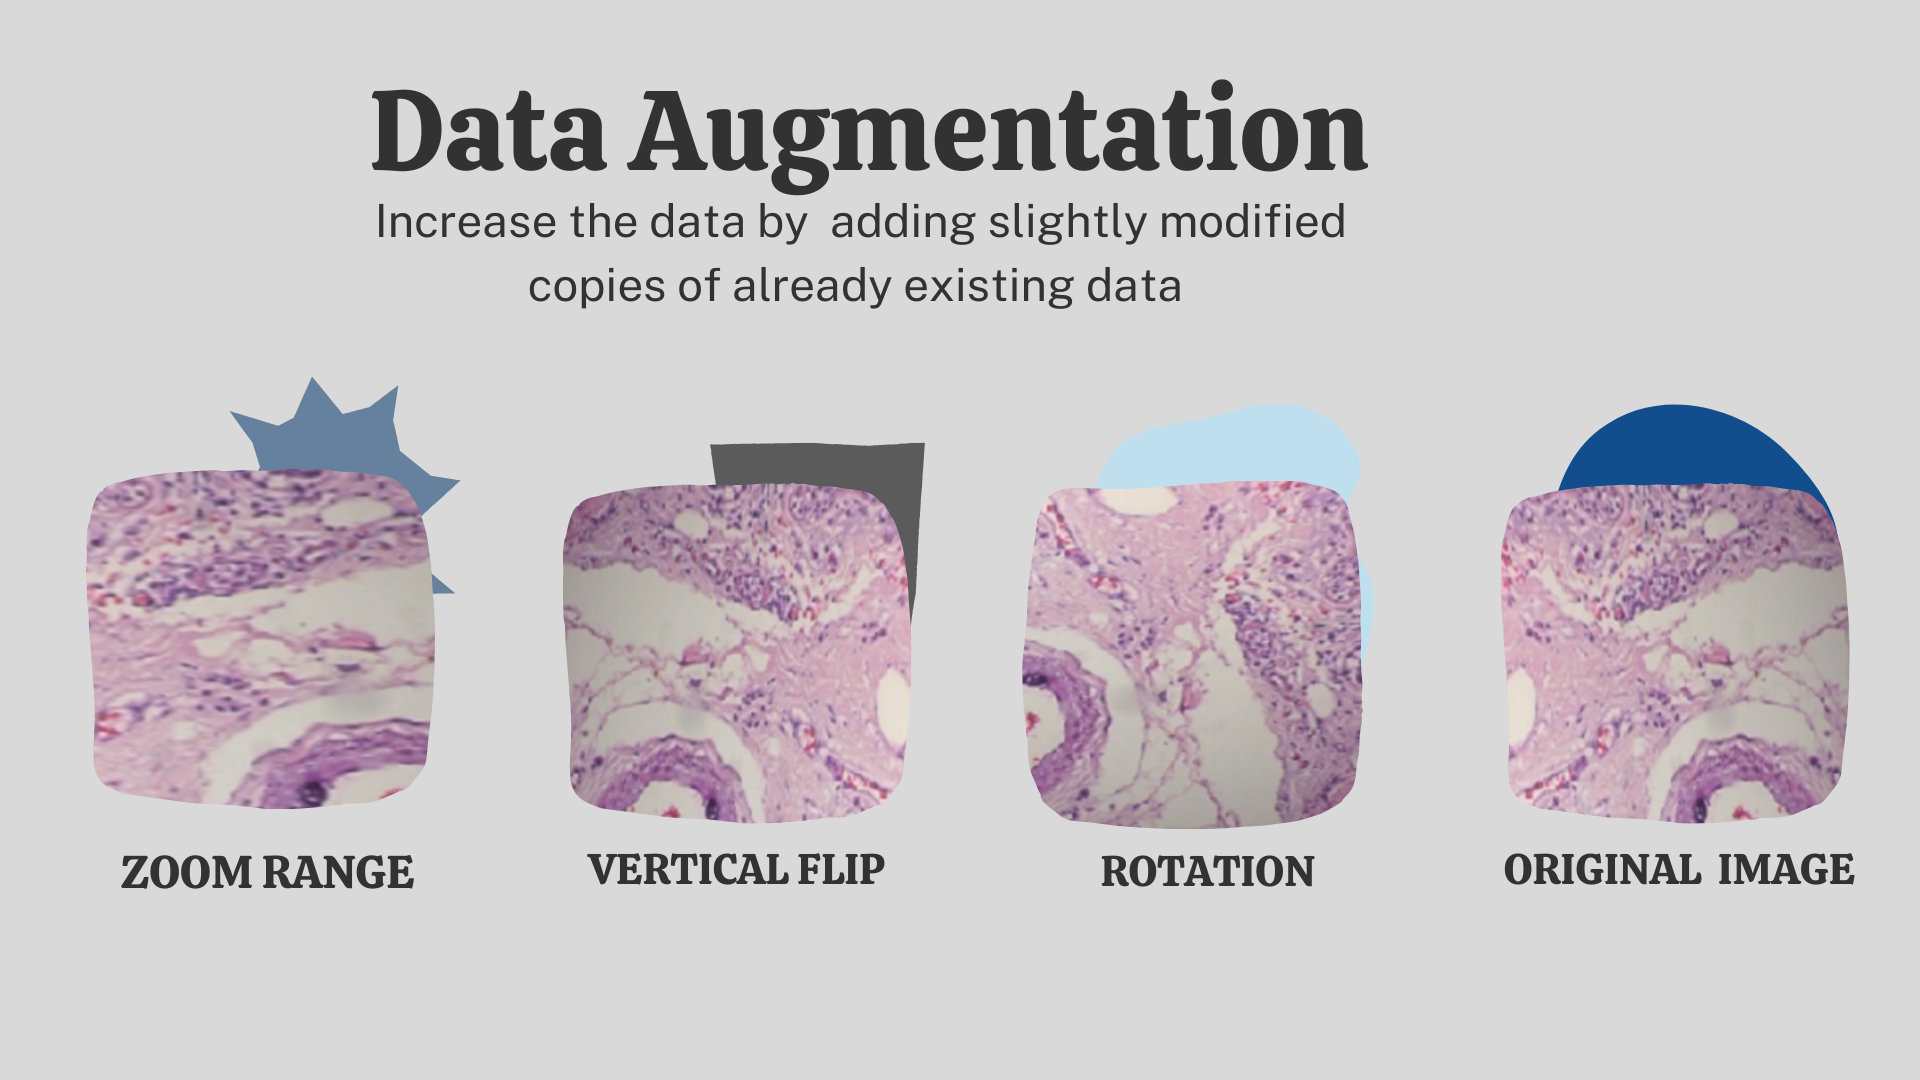 Data Augmentation
Increase the data by  adding slightly modified
copies of already existing data
ZOOM RANGE
VERTICAL FLIP
ROTATION
ORIGINAL  IMAGE